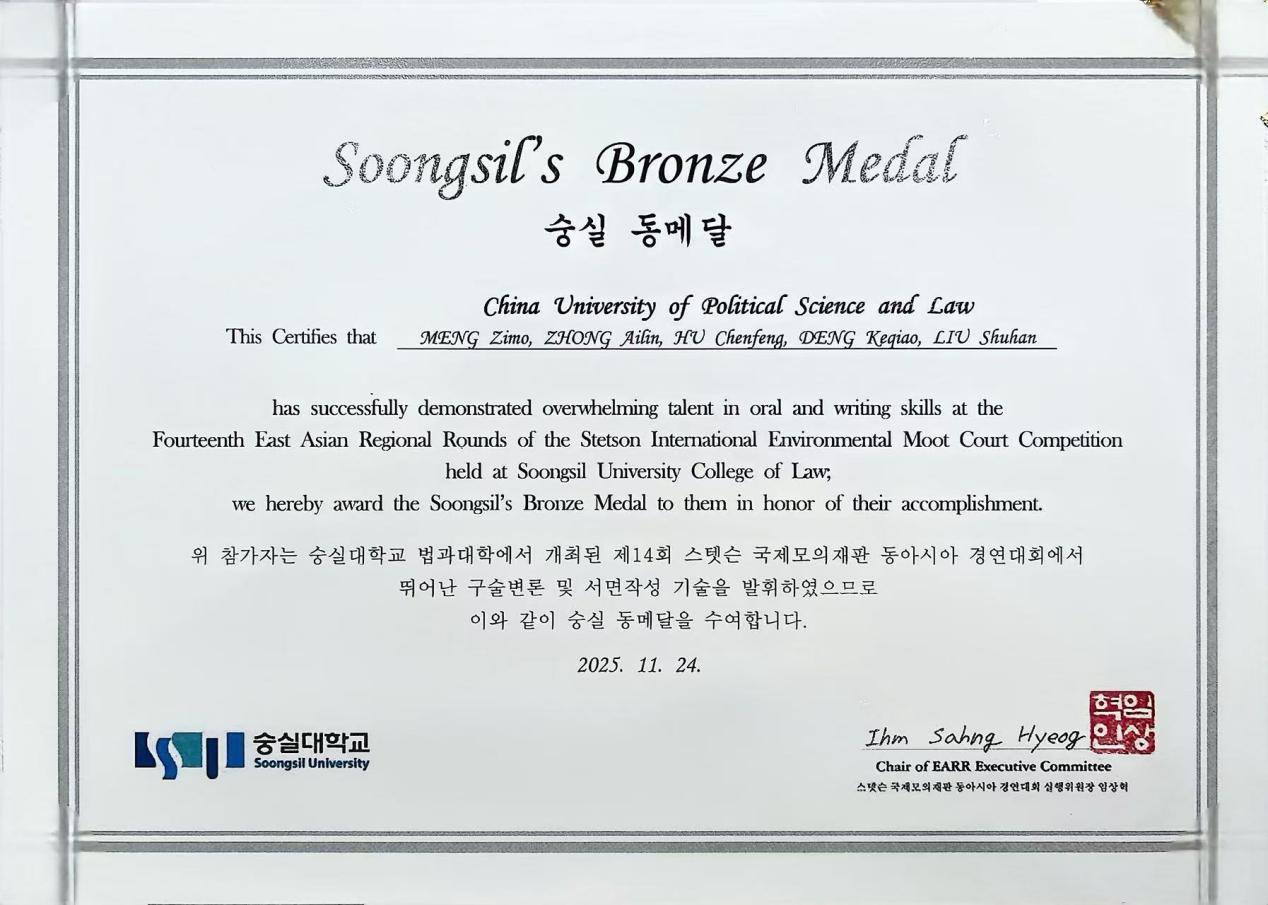 Soongsil's Bronze Medal
숭실 동메달
China University of Political Science and Law
This Certifies that MENG Zimo, ZHONG Ailin, HU Chenfeng, DENG Keqiao, LIU Shuhan
has successfully demonstrated overwhelming talent in oral and writing skills at the
Fourteenth East Asian Regional Rounds of the Stetson International Environmental Moot Court Competition
held at Soongsil University College of Law;
we hereby award the Soongsil's Bronze Medal to them in honor of their accomplishment.
위 참가자는 숭실대학교 법과대학에서 개최된 제14회 스텟슨 국제모의재판 동아시아 경연대회에서
뛰어난 구술변론 및 서면작성 기술을 발휘하였으므로
이와 같이 숭실 동메달을 수여합니다.
2025. 11. 24.
숭실대학교
Soongsil University
Ihm Sahng Hyeog
혁임
인상
Chair of EARR Executive Committee
스텟슨 국제모의재판 동아시아 경연대회 실행위원장 임상혁